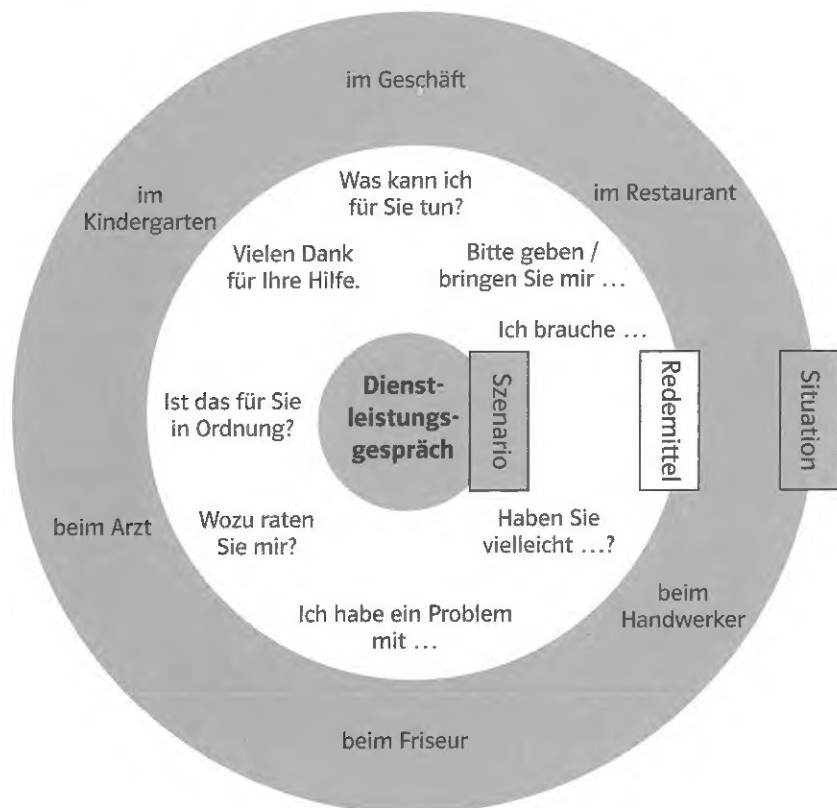 im Geschäft
im
Kindergarten
im Restaurant
Was kann ich
für Sie tun?
Vielen Dank
für Ihre Hilfe.
Bitte geben /
bringen Sie mir ...
Ich brauche ...
Ist das für Sie
in Ordnung?
Dienst-
leistungs-
gespräch
Szenario
Redemittel
Situation
beim Arzt
Wozu raten
Sie mir?
Haben Sie
vielleicht ...?
Ich habe ein Problem
mit ...
beim
Handwerker
beim Friseur